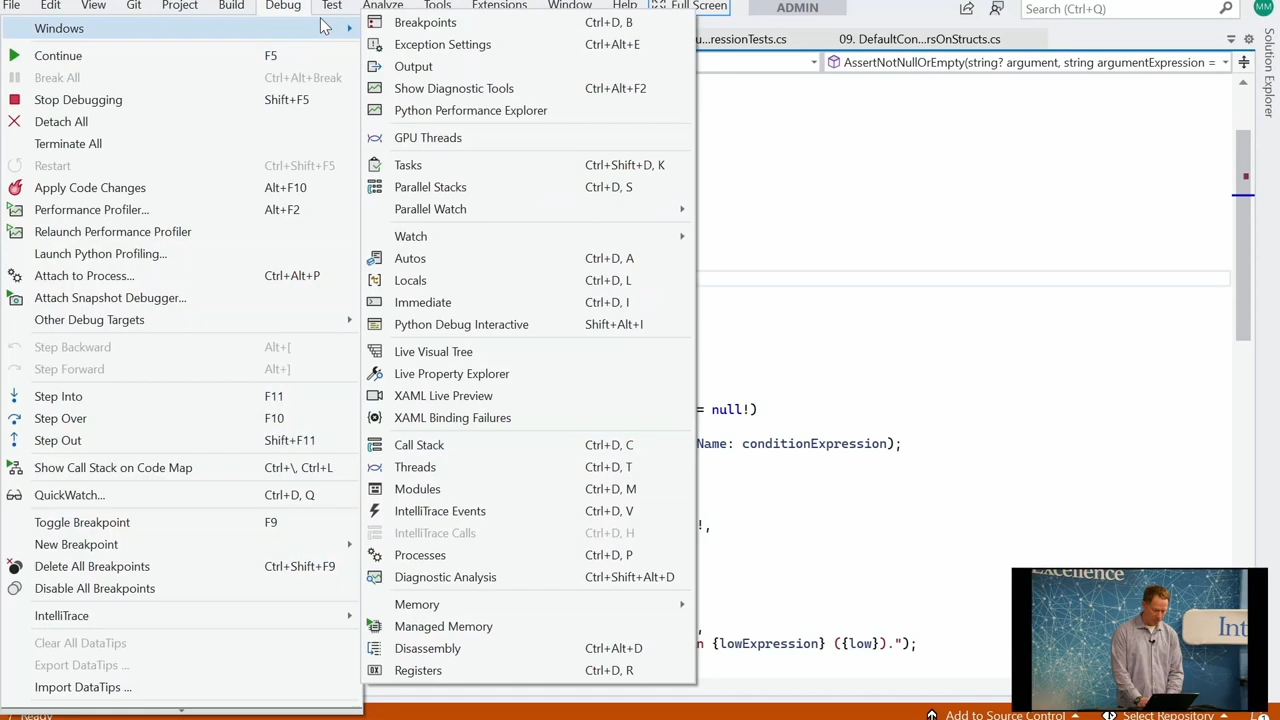 File Edit View Git Project Build Debug Test Analyze Tools Extensions Window Help Full Screen ADMIN Search (Ctrl+Q) MM
ressionTests.cs 09. DefaultCon...rsOnStructs.cs
AssertNotNullOrEmpty(string? argument, string argumentExpression =
Solution Explorer
Windows
Continue F5
Break All Ctrl+Alt+Break
Stop Debugging Shift+F5
Detach All
Terminate All
Restart Ctrl+Shift+F5
Apply Code Changes Alt+F10
Performance Profiler... Alt+F2
Relaunch Performance Profiler
Launch Python Profiling...
Attach to Process... Ctrl+Alt+P
Attach Snapshot Debugger...
Other Debug Targets
Step Backward Alt+[
Step Forward Alt+]
Step Into F11
Step Over F10
Step Out Shift+F11
Show Call Stack on Code Map Ctrl+\, Ctrl+L
QuickWatch... Ctrl+D, Q
Toggle Breakpoint F9
New Breakpoint
Delete All Breakpoints Ctrl+Shift+F9
Disable All Breakpoints
IntelliTrace
Clear All DataTips
Export DataTips ...
Import DataTips ...
Breakpoints Ctrl+D, B
Exception Settings Ctrl+Alt+E
Output
Show Diagnostic Tools Ctrl+Alt+F2
Python Performance Explorer
GPU Threads
Tasks Ctrl+Shift+D, K
Parallel Stacks Ctrl+D, S
Parallel Watch
Watch
Autos Ctrl+D, A
Locals Ctrl+D, L
Immediate Ctrl+D, I
Python Debug Interactive Shift+Alt+I
Live Visual Tree
Live Property Explorer
XAML Live Preview
XAML Binding Failures
Call Stack Ctrl+D, C
Threads Ctrl+D, T
Modules Ctrl+D, M
IntelliTrace Events Ctrl+D, V
IntelliTrace Calls Ctrl+D, H
Processes Ctrl+D, P
Diagnostic Analysis Ctrl+Shift+Alt+D
Memory
Managed Memory
Disassembly Ctrl+Alt+D
Registers Ctrl+D, R
= null!)
Name: conditionExpression);
!,
,
n {lowExpression} ({low}).");
Excellence
Int
Ready Add to Source Control Select Repository